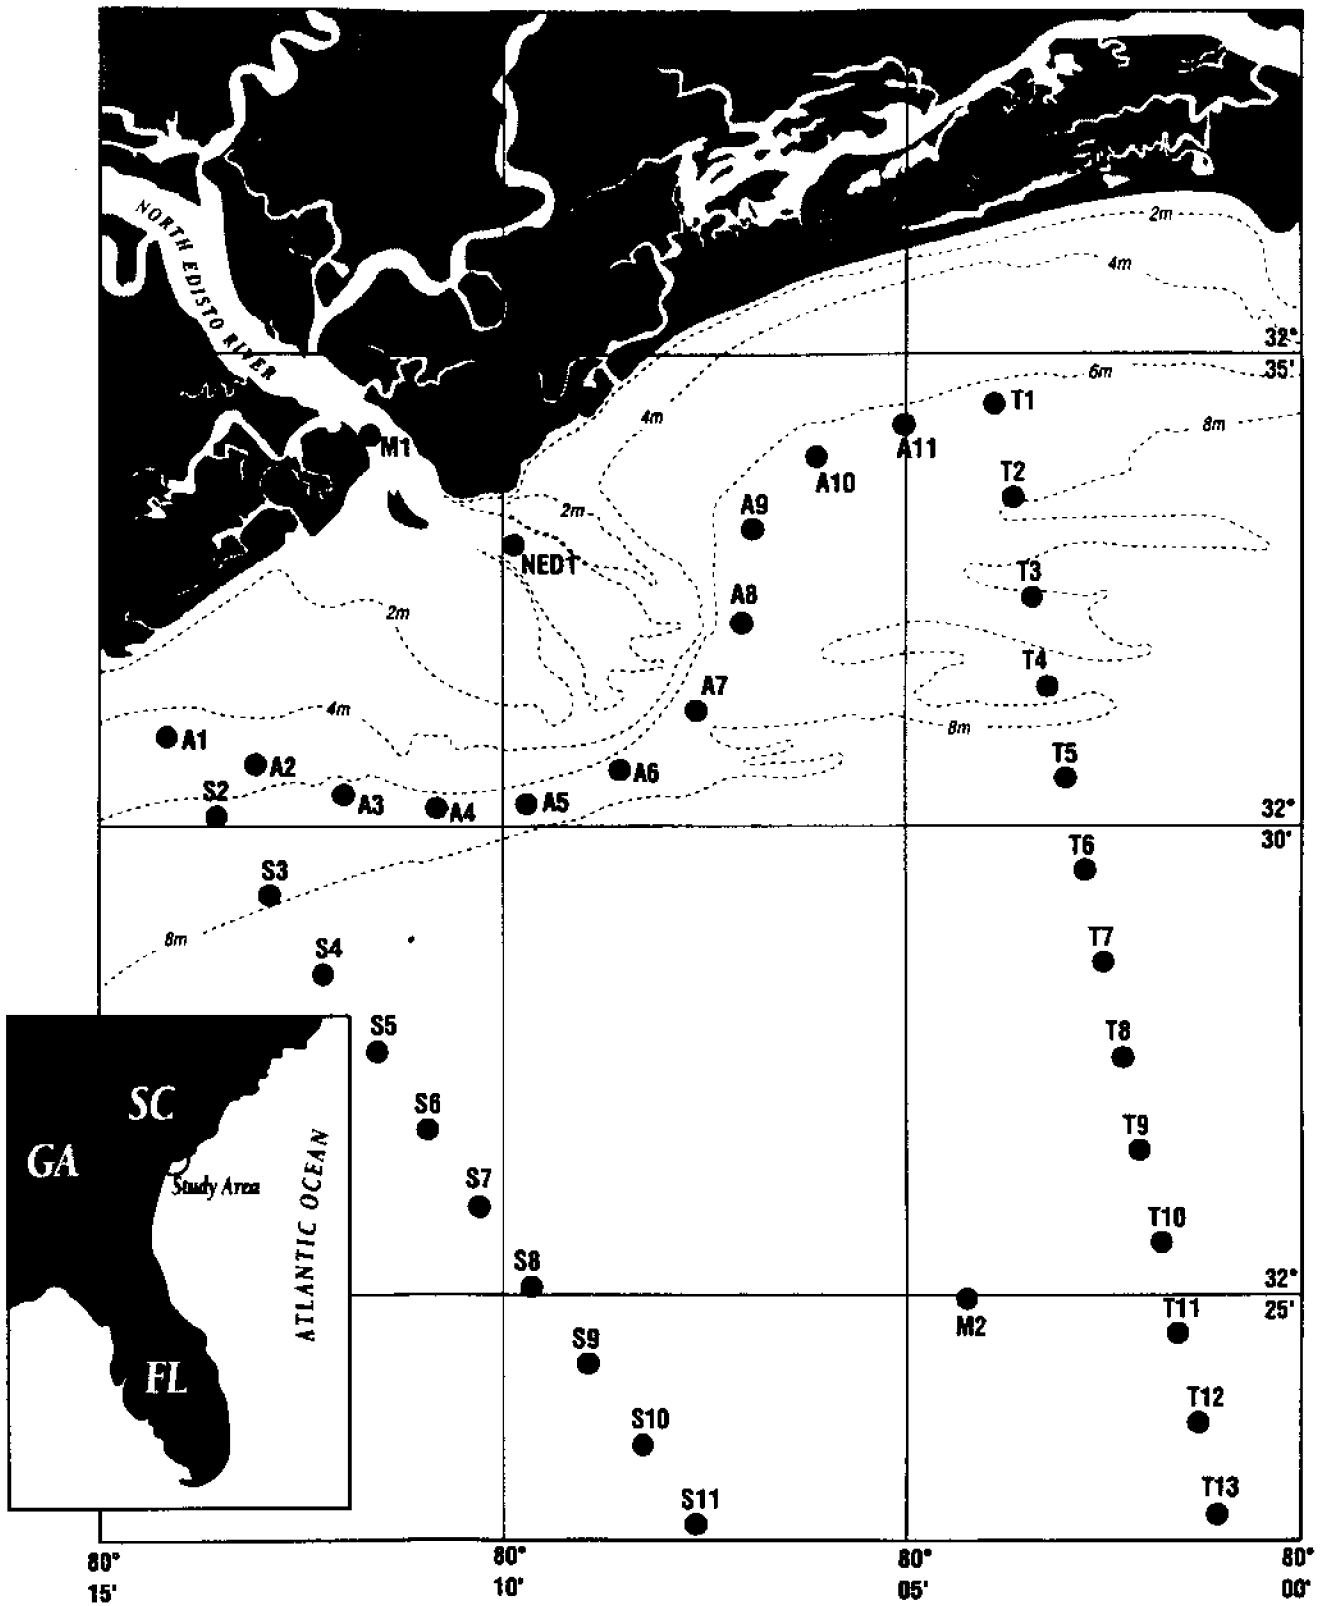 NORTH EDISTO RIVER
2m
4m
32°
35'
6m
T1
8m
4m
A11
M1
A10
T2
A9
2m
NED1
T3
A8
2m
T4
A7
4m
8m
A1
T5
A2
A6
S2
A3
A4
A5
32°
30'
T6
S3
8m
S4
T7
S5
T8
SC
S6
T9
GA
Study Area
ATLANTIC OCEAN
S7
T10
S8
32°
25'
M2
T11
S9
FL
T12
S10
T13
S11
80°
15'
80°
10'
80°
05'
80°
00'